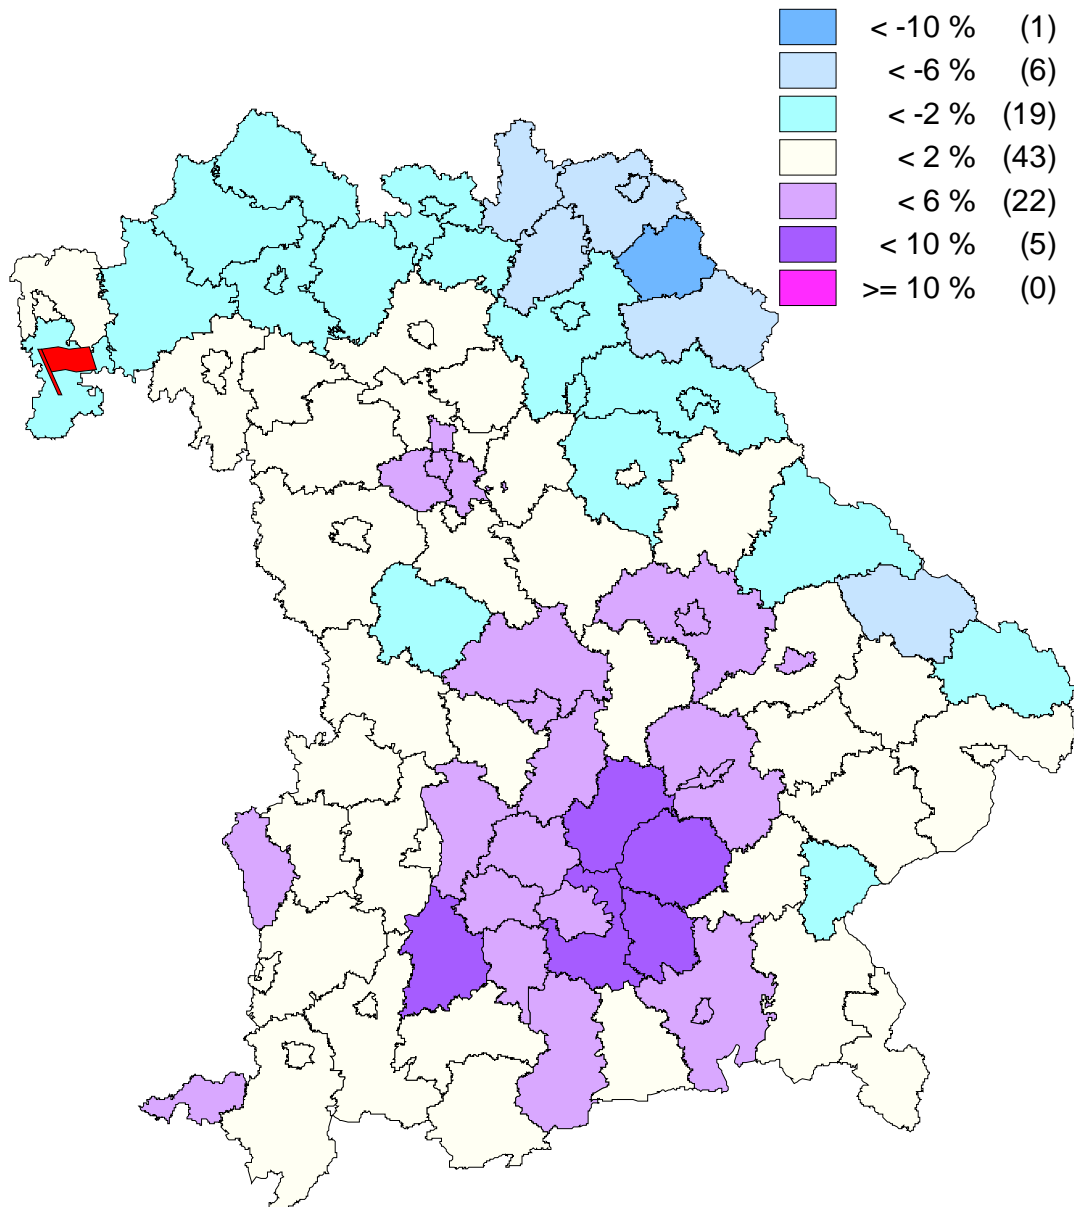 < -10 % (1)
< -6 % (6)
< -2 % (19)
< 2 % (43)
< 6 % (22)
< 10 % (5)
>= 10 % (0)